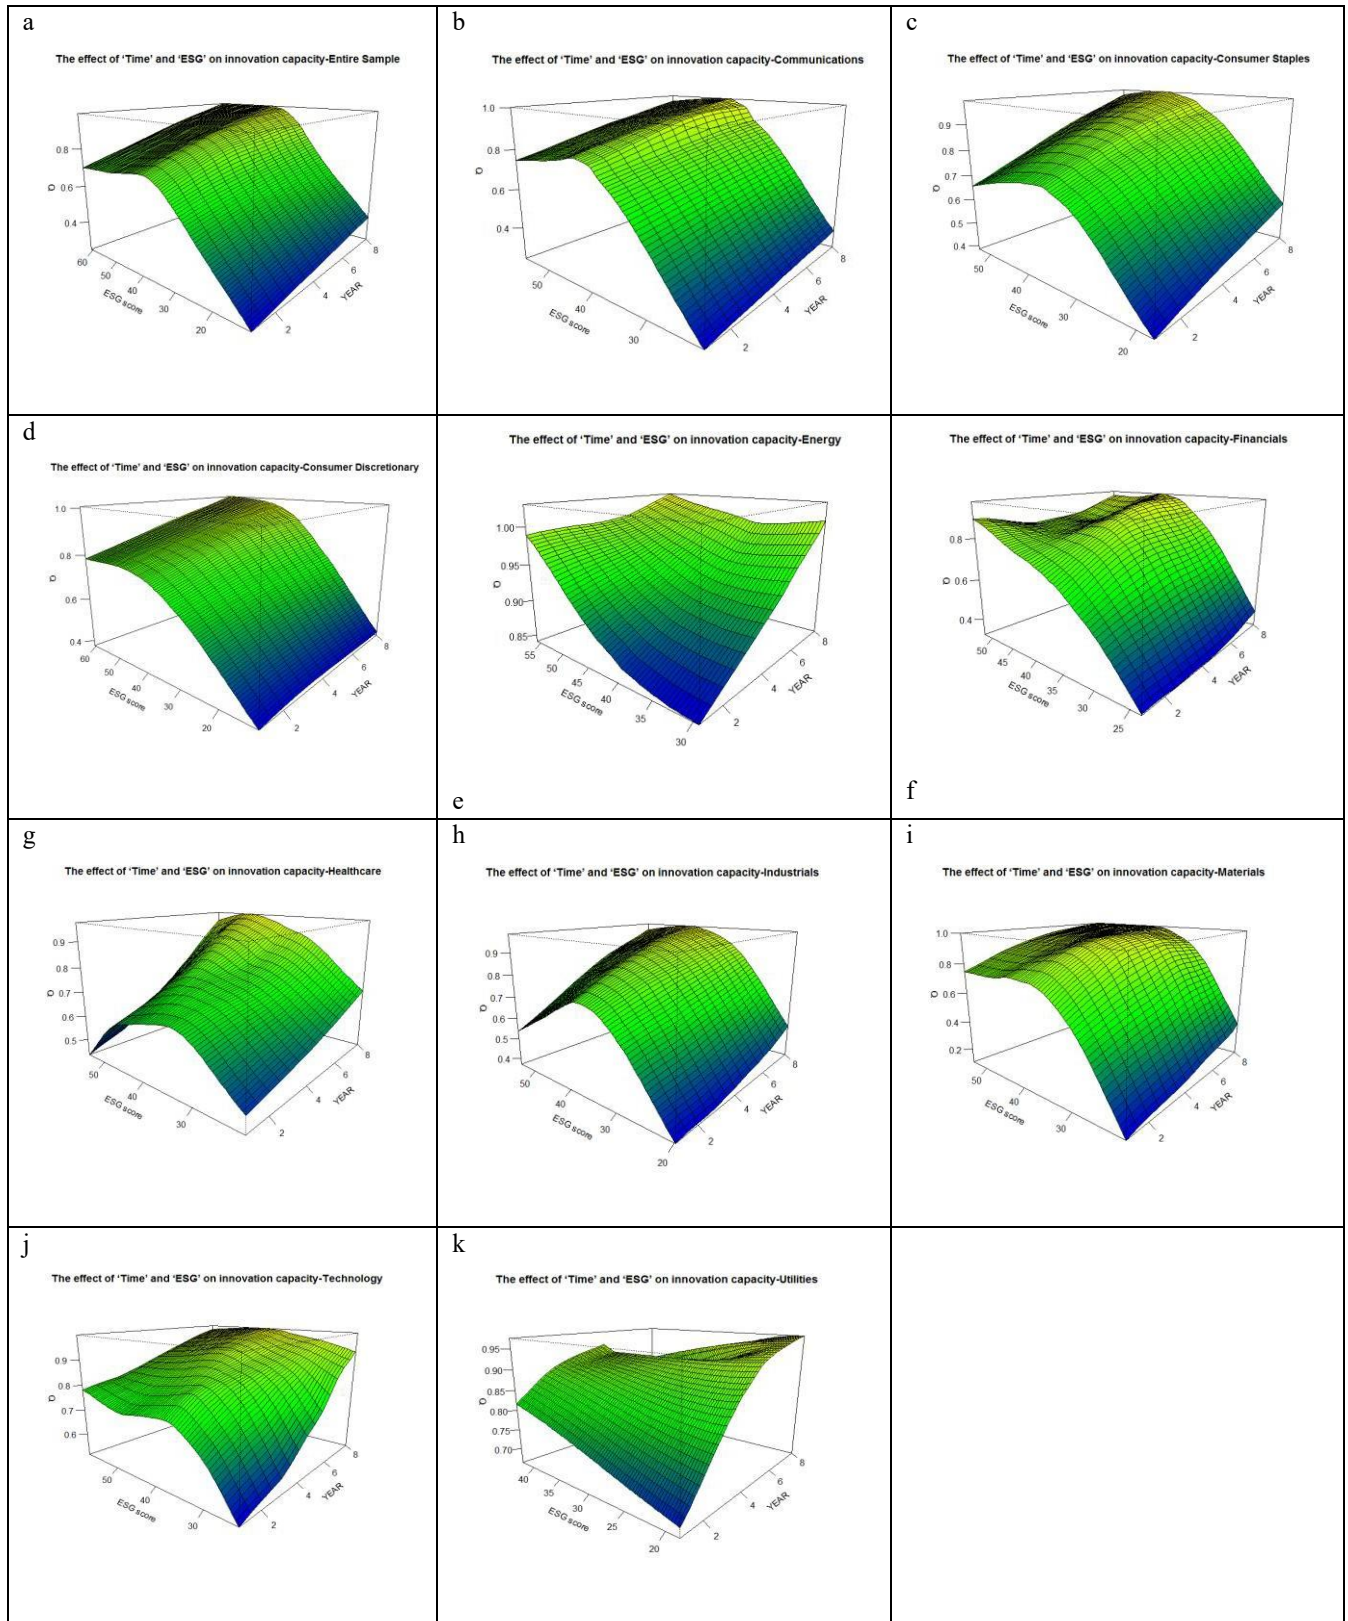 a
The effect of ‘Time’ and ‘ESG’ on innovation capacity-Entire Sample
0.8
0.6
0.4
Q
60
50
40
30
20
ESG score
2
4
6
8
YEAR
b
The effect of ‘Time’ and ‘ESG’ on innovation capacity-Communications
1.0
0.8
0.6
0.4
Q
50
40
30
ESG score
2
4
6
8
YEAR
c
The effect of ‘Time’ and ‘ESG’ on innovation capacity-Consumer Staples
0.9
0.8
0.7
0.6
0.5
0.4
Q
50
40
30
20
ESG score
2
4
6
8
YEAR
d
The effect of ‘Time’ and ‘ESG’ on innovation capacity-Consumer Discretionary
1.0
0.8
0.6
0.4
Q
60
50
40
30
20
ESG score
2
4
6
8
YEAR
The effect of ‘Time’ and ‘ESG’ on innovation capacity-Energy
1.00
0.95
0.90
0.85
Q
55
50
45
40
35
30
ESG score
2
4
6
8
YEAR
e
The effect of ‘Time’ and ‘ESG’ on innovation capacity-Financials
0.8
0.6
0.4
Q
50
45
40
35
30
25
ESG score
2
4
6
8
YEAR
f
g
The effect of ‘Time’ and ‘ESG’ on innovation capacity-Healthcare
0.9
0.8
0.7
0.6
0.5
Q
50
40
30
ESG score
2
4
6
8
YEAR
h
The effect of ‘Time’ and ‘ESG’ on innovation capacity-Industrials
0.9
0.8
0.7
0.6
0.5
0.4
Q
50
40
30
20
ESG score
2
4
6
8
YEAR
i
The effect of ‘Time’ and ‘ESG’ on innovation capacity-Materials
1.0
0.8
0.6
0.4
0.2
Q
50
40
30
ESG score
2
4
6
8
YEAR
j
The effect of ‘Time’ and ‘ESG’ on innovation capacity-Technology
0.9
0.8
0.7
0.6
Q
50
40
30
ESG score
2
4
6
8
YEAR
k
The effect of ‘Time’ and ‘ESG’ on innovation capacity-Utilities
0.95
0.90
0.85
0.80
0.75
0.70
Q
40
35
30
25
20
ESG score
2
4
6
8
YEAR